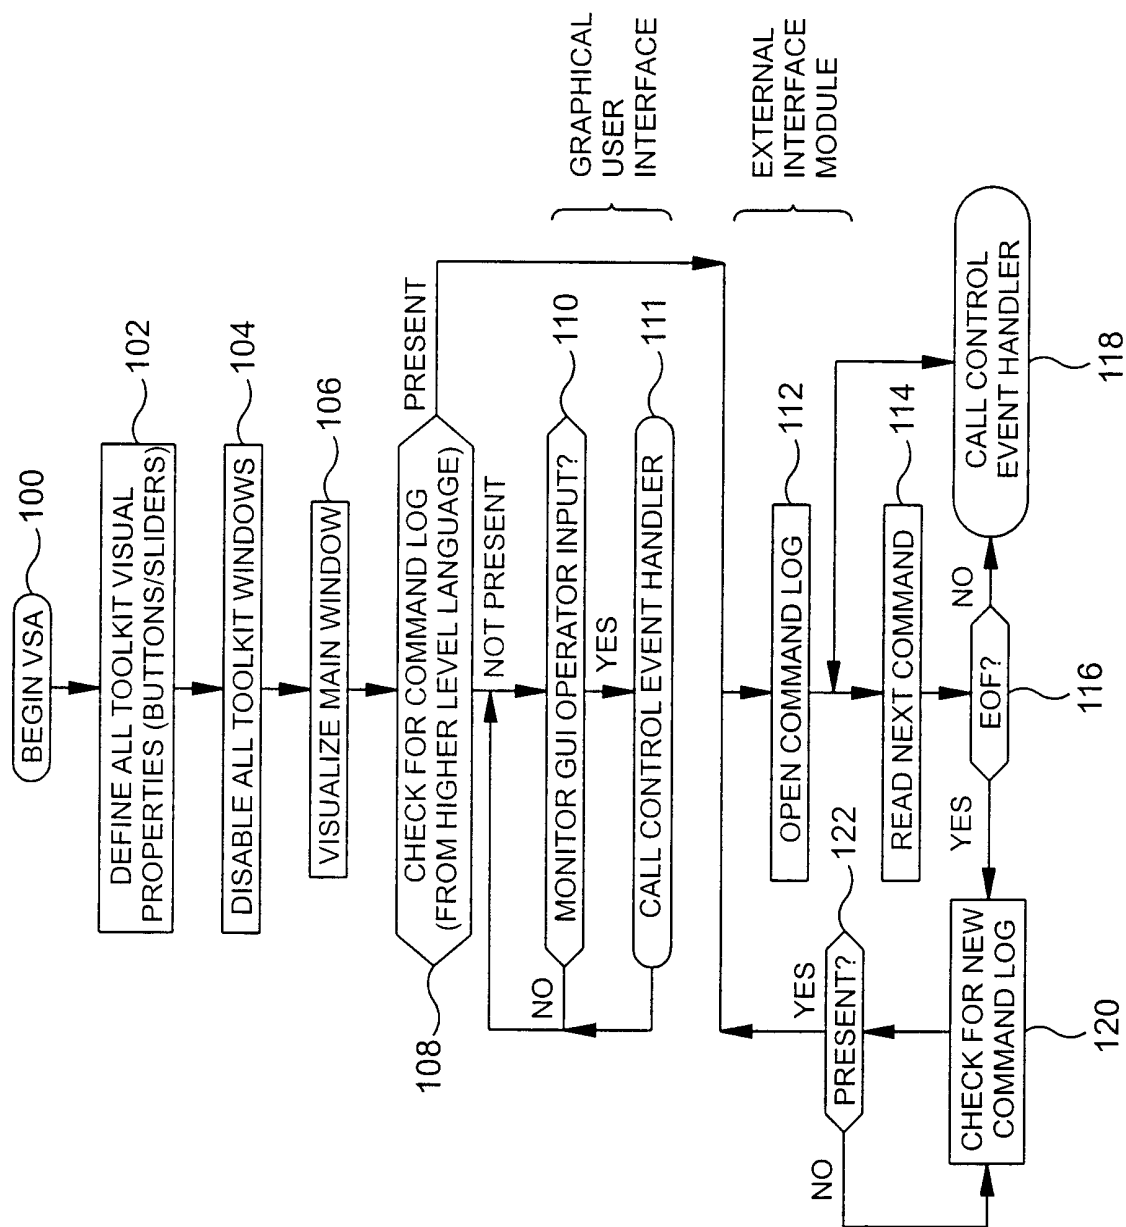 BEGIN VSA
100
DEFINE ALL TOOLKIT VISUAL
PROPERTIES (BUTTONS/SLIDERS)
102
DISABLE ALL TOOLKIT WINDOWS
104
VISUALIZE MAIN WINDOW
106
CHECK FOR COMMAND LOG
(FROM HIGHER LEVEL LANGUAGE)
108
PRESENT
NOT PRESENT
MONITOR GUI OPERATOR INPUT?
110
NO
YES
CALL CONTROL EVENT HANDLER
111
GRAPHICAL
USER
INTERFACE
EXTERNAL
INTERFACE
MODULE
OPEN COMMAND LOG
112
READ NEXT COMMAND
114
EOF?
116
NO
CALL CONTROL
EVENT HANDLER
118
YES
CHECK FOR NEW
COMMAND LOG
120
PRESENT?
122
YES
NO